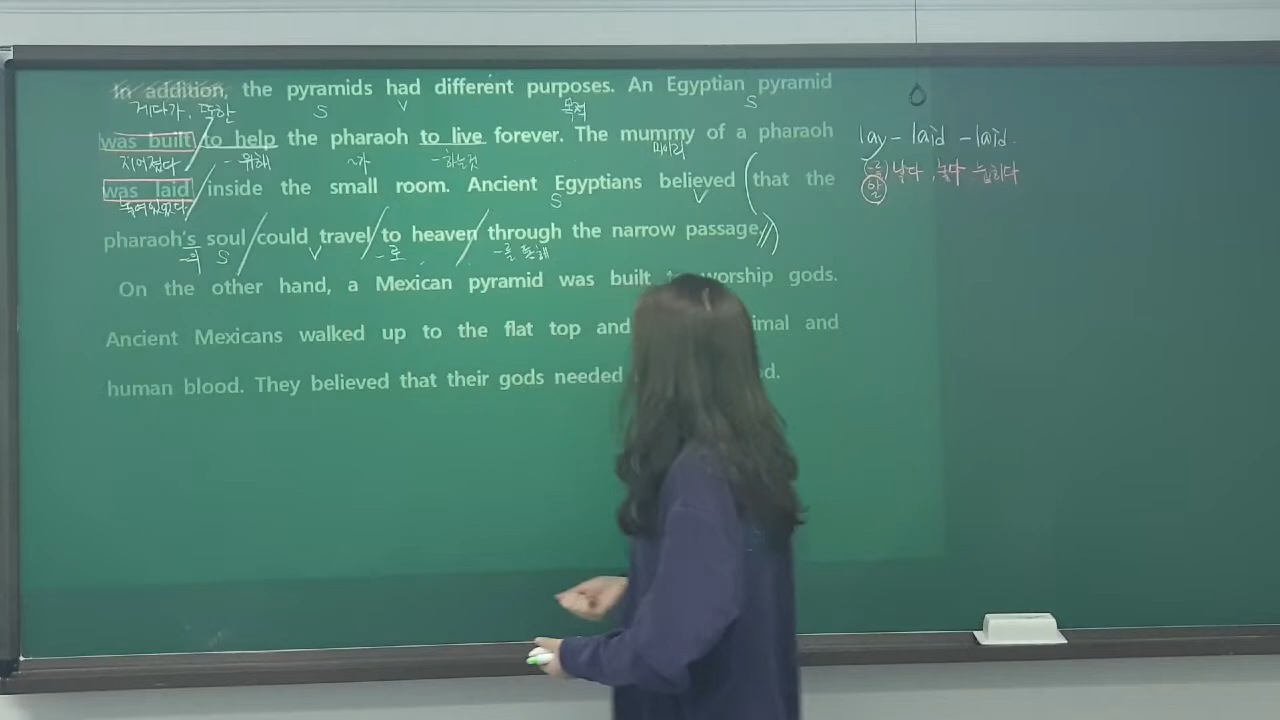 In addition, the pyramids had different purposes. An Egyptian pyramid
게다가, 또한 S V 목적 S
was built to help the pharaoh to live forever. The mummy of a pharaoh
지어졌다 ~위해 ~가 ~하는것 미이라
was laid inside the small room. Ancient Egyptians believed (that the
놓여있었다. S V
pharaoh's soul could travel to heaven through the narrow passage.)
~의 S V ~로 ~를 통해
On the other hand, a Mexican pyramid was built worship gods.
Ancient Mexicans walked up to the flat top and and
human blood. They believed that their gods needed
lay - laid - laid.
알 낳다, 놓다 눕히다